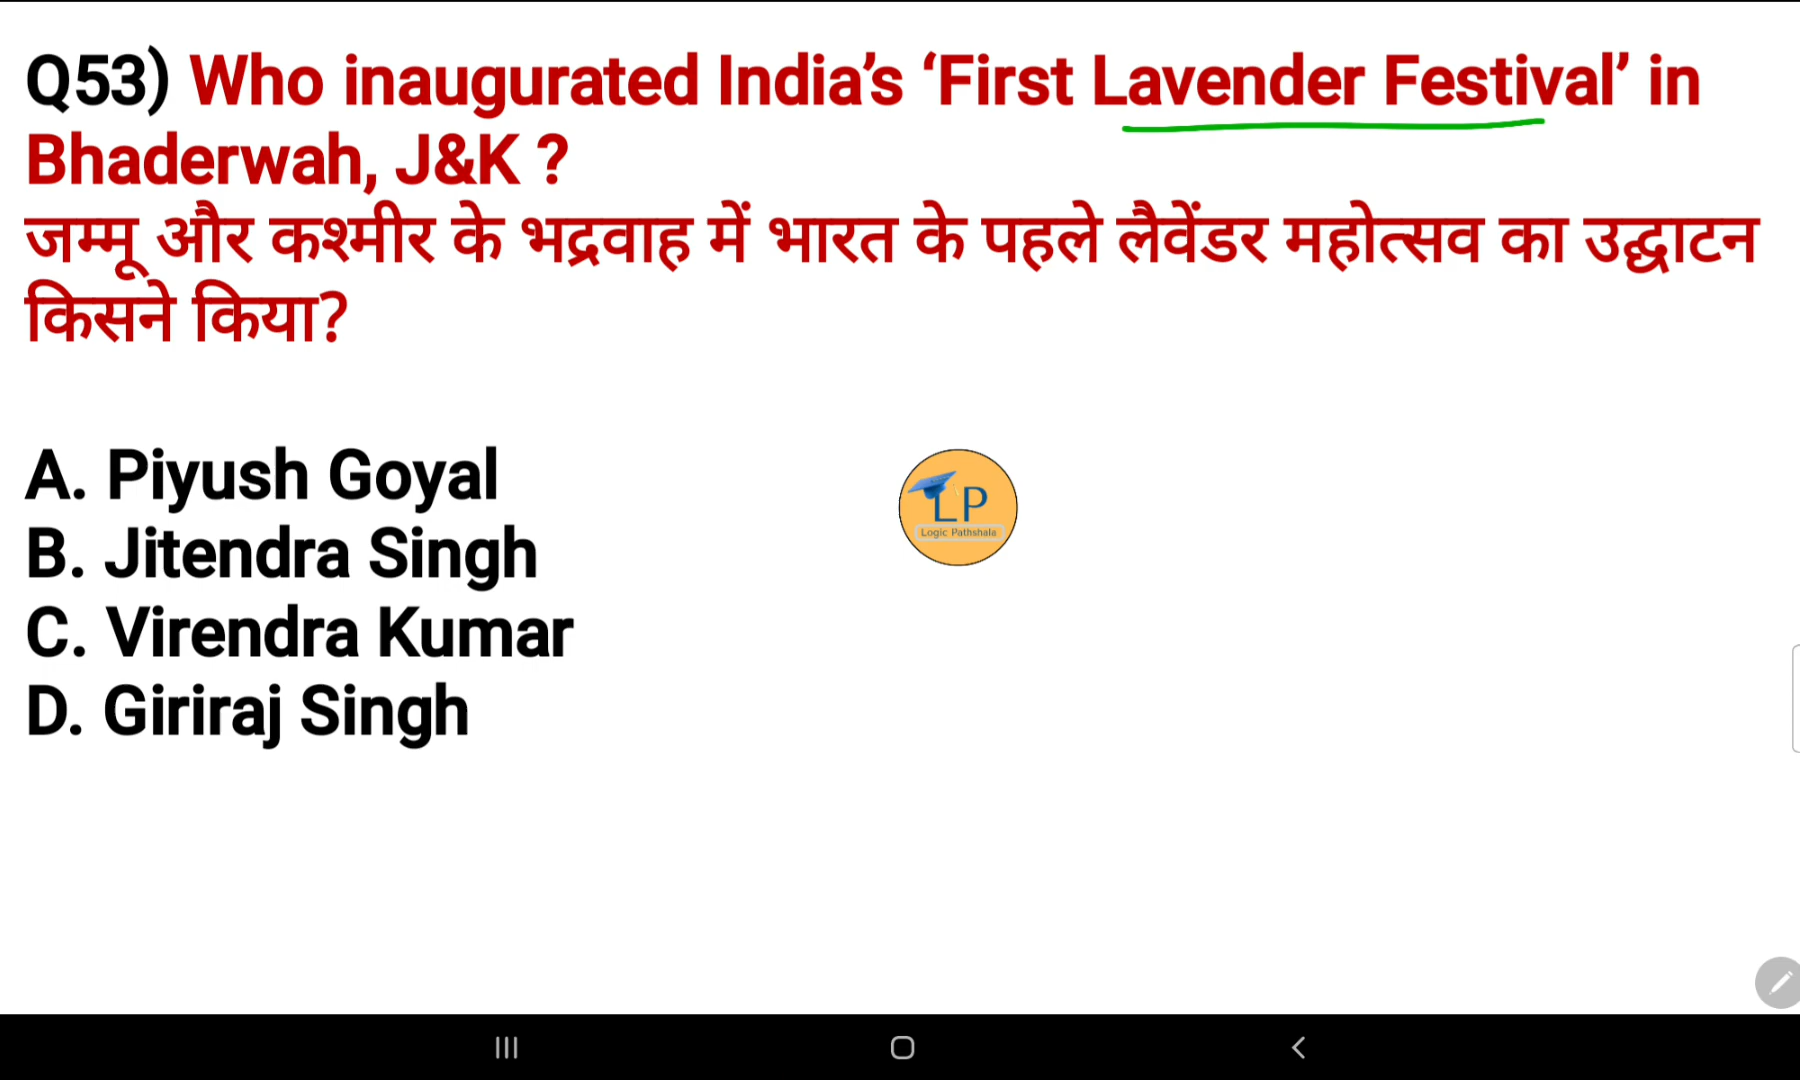 Q53) Who inaugurated India’s ‘First Lavender Festival’ in
Bhaderwah, J&K ?
जम्मू और कश्मीर के भद्रवाह में भारत के पहले लैवेंडर महोत्सव का उद्घाटन
किसने किया?
A. Piyush Goyal
B. Jitendra Singh
C. Virendra Kumar
D. Giriraj Singh
LP
Logic Pathshala